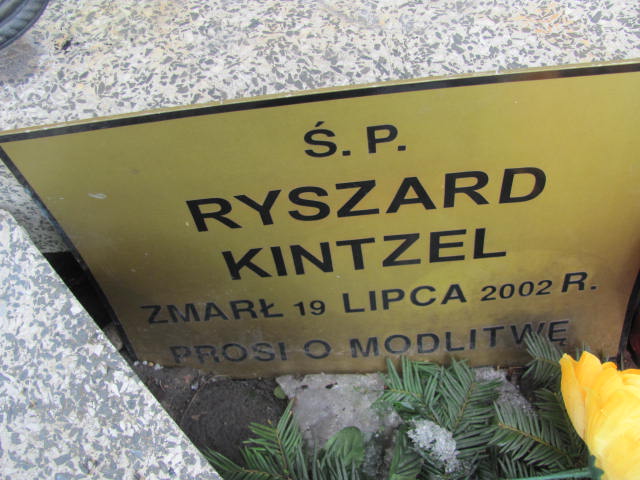 Ś. P.
RYSZARD
KINTZEL
ZMARŁ 19 LIPCA 2002 R.
PROSI O MODLITWĘ